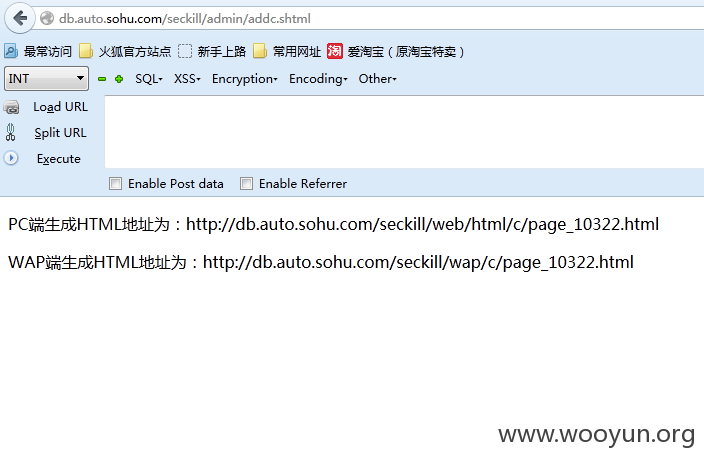 db.auto.sohu.com/seckill/admin/addc.shtml
最常访问 火狐官方站点 新手上路 常用网址 淘 爱淘宝（原淘宝特卖）
INT SQL XSS Encryption Encoding Other
Load URL
Split URL
Execute
Enable Post data Enable Referrer
PC端生成HTML地址为：http://db.auto.sohu.com/seckill/web/html/c/page_10322.html
WAP端生成HTML地址为：http://db.auto.sohu.com/seckill/wap/c/page_10322.html
www.wooyun.org